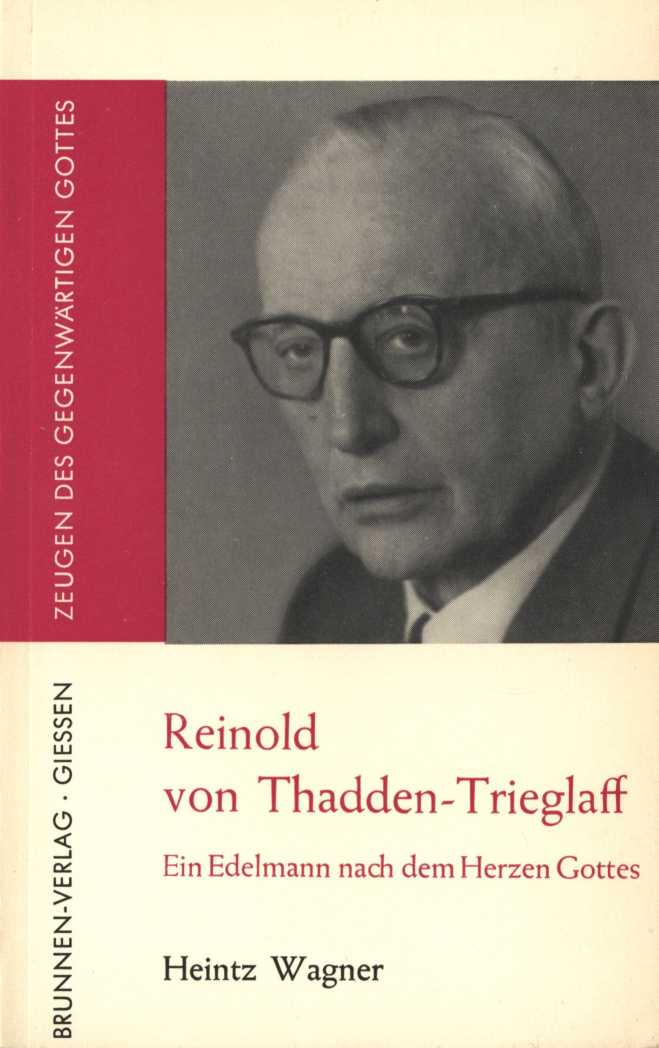 ZEUGEN DES GEGENWÄRTIGEN GOTTES
BRUNNEN-VERLAG · GIESSEN
Reinold
von Thadden-Trieglaff
Ein Edelmann nach dem Herzen Gottes
Heintz Wagner